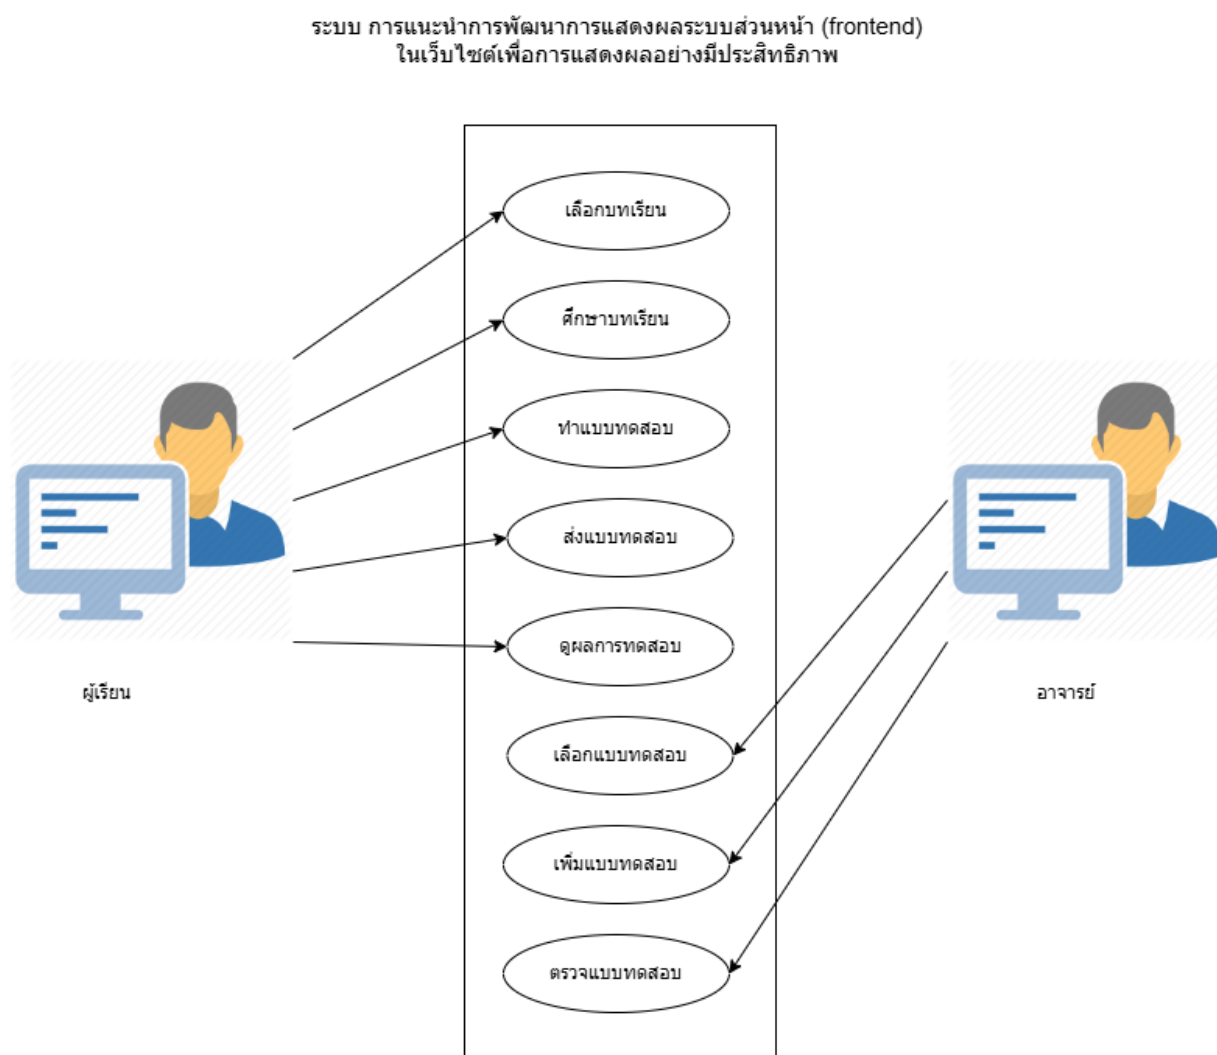 ระบบ การแนะนำการพัฒนาการแสดงผลระบบส่วนหน้า (frontend)
ในเว็บไซต์เพื่อการแสดงผลอย่างมีประสิทธิภาพ
เลือกบทเรียน
ศึกษาบทเรียน
ทำแบบทดสอบ
ส่งแบบทดสอบ
ดูผลการทดสอบ
ผู้เรียน
อาจารย์
เลือกแบบทดสอบ
เพิ่มแบบทดสอบ
ตรวจแบบทดสอบ